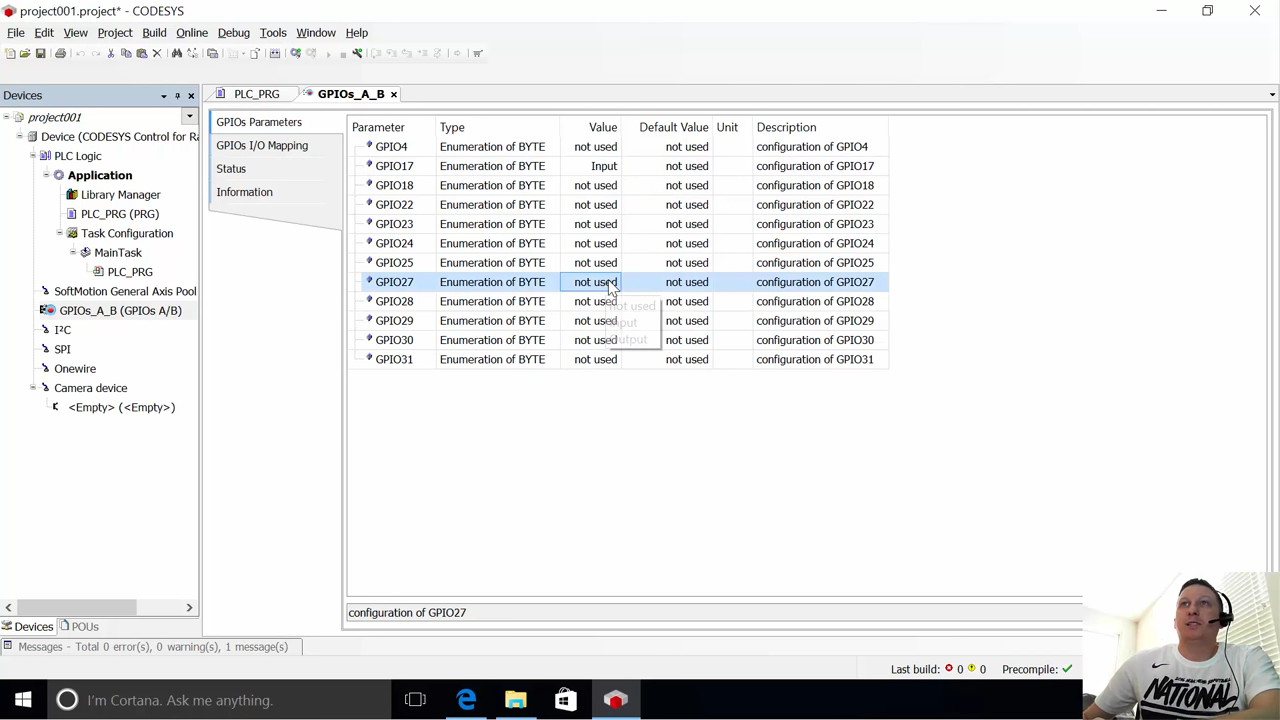 project001.project* - CODESYS
File Edit View Project Build Online Debug Tools Window Help
Devices
PLC_PRG GPIOs_A_B
project001
Device (CODESYS Control for Ra
PLC Logic
Application
Library Manager
PLC_PRG (PRG)
Task Configuration
MainTask
PLC_PRG
SoftMotion General Axis Pool
GPIOs_A_B (GPIOs A/B)
I²C
SPI
Onewire
Camera device
<Empty> (<Empty>)
Devices POUs
GPIOs Parameters
GPIOs I/O Mapping
Status
Information
Parameter Type Value Default Value Unit Description
GPIO4 Enumeration of BYTE not used not used configuration of GPIO4
GPIO17 Enumeration of BYTE Input not used configuration of GPIO17
GPIO18 Enumeration of BYTE not used not used configuration of GPIO18
GPIO22 Enumeration of BYTE not used not used configuration of GPIO22
GPIO23 Enumeration of BYTE not used not used configuration of GPIO23
GPIO24 Enumeration of BYTE not used not used configuration of GPIO24
GPIO25 Enumeration of BYTE not used not used configuration of GPIO25
GPIO27 Enumeration of BYTE not used not used configuration of GPIO27
GPIO28 Enumeration of BYTE not used not used configuration of GPIO28
GPIO29 Enumeration of BYTE not used not used configuration of GPIO29
GPIO30 Enumeration of BYTE not used not used configuration of GPIO30
GPIO31 Enumeration of BYTE not used not used configuration of GPIO31
not used
Input
Output
configuration of GPIO27
Messages - Total 0 error(s), 0 warning(s), 1 message(s)
Last build: 0 0 Precompile:
I'm Cortana. Ask me anything.
NATIONAL